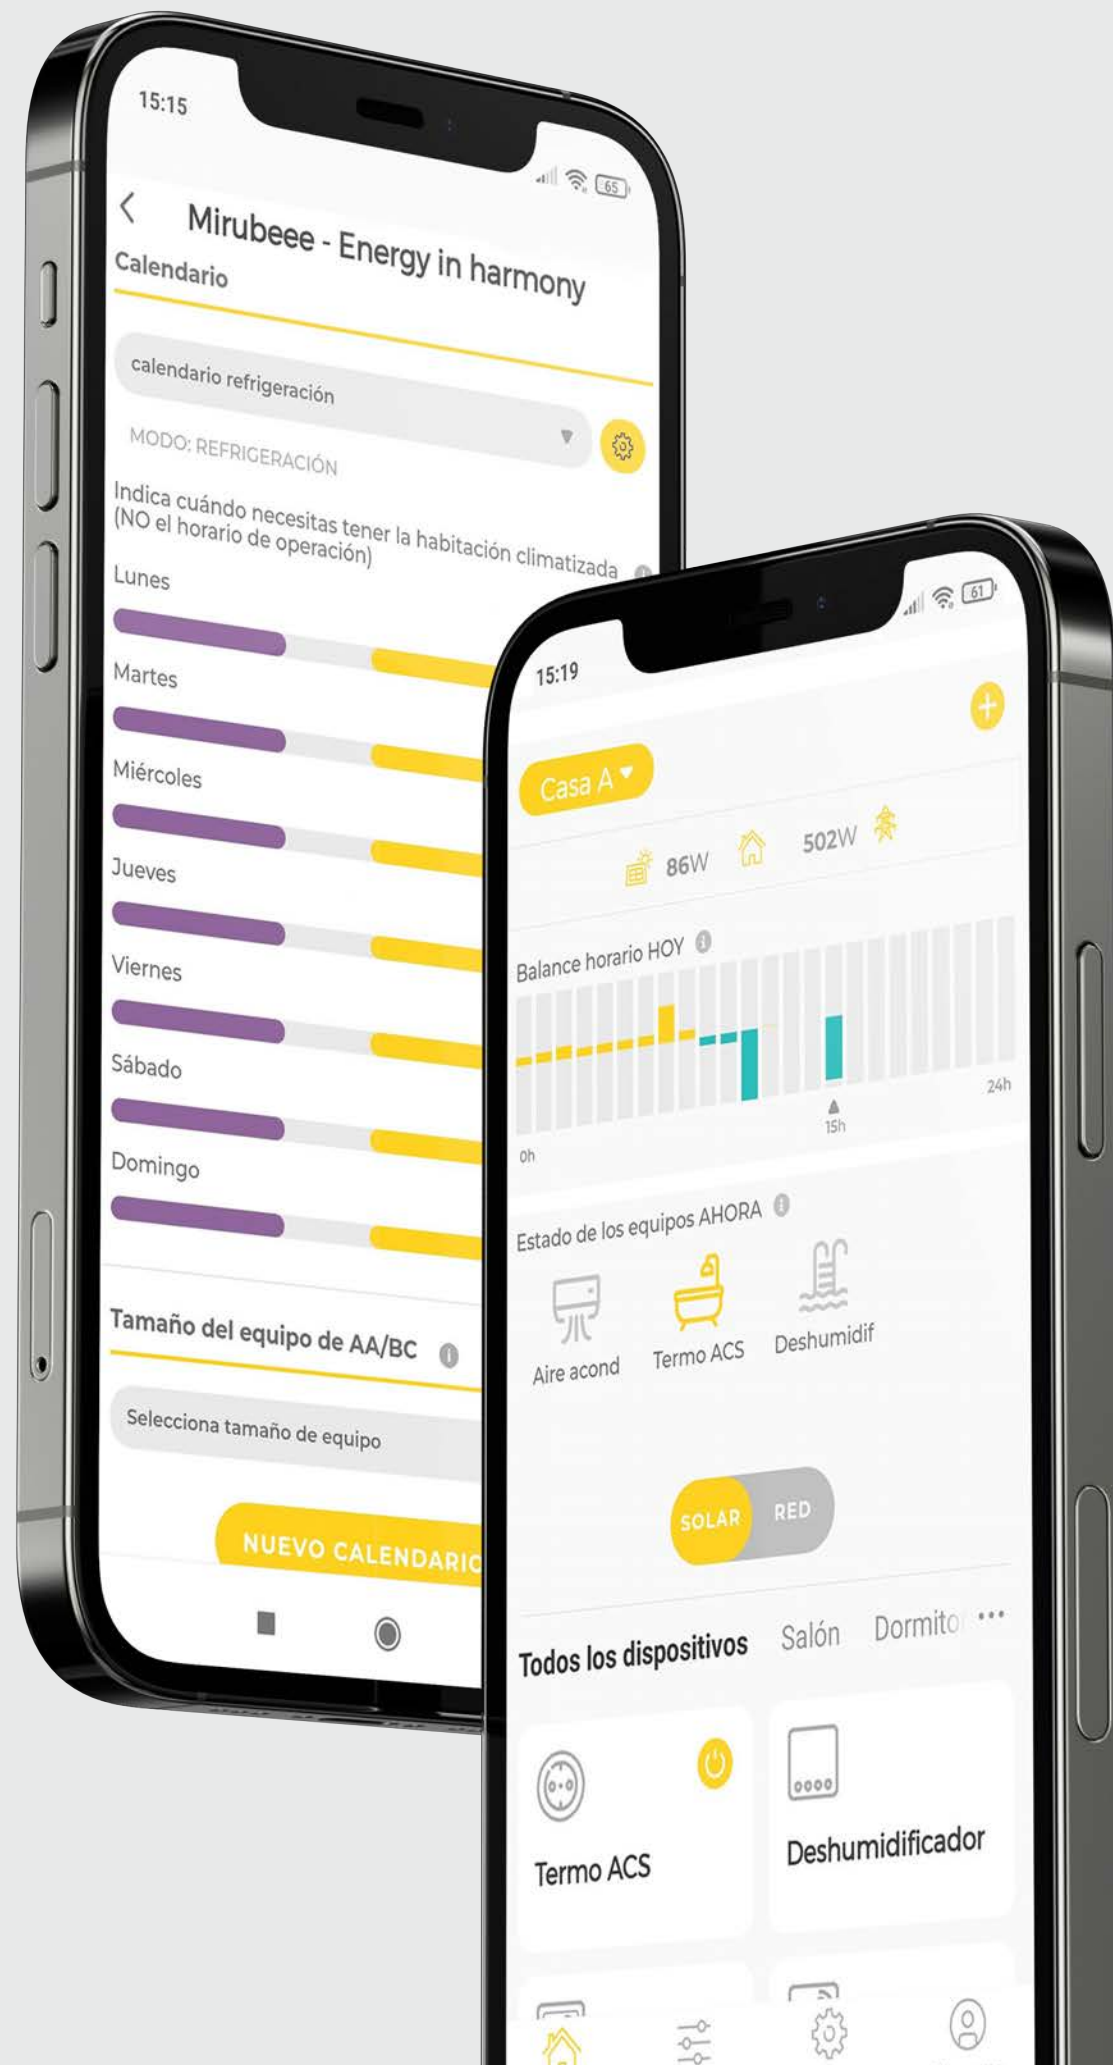 15:15
65
Mirubeee - Energy in harmony
Calendario
calendario refrigeración
MODO: REFRIGERACIÓN
Indica cuándo necesitas tener la habitación climatizada
(NO el horario de operación)
Lunes
Martes
Miércoles
Jueves
Viernes
Sábado
Domingo
Tamaño del equipo de AA/BC
Selecciona tamaño de equipo
NUEVO CALENDARIO
15:19
61
Casa A
86W
502W
Balance horario HOY
0h
15h
24h
Estado de los equipos AHORA
Aire acond
Termo ACS
Deshumidif
SOLAR
RED
Todos los dispositivos
Salón
Dormito
Termo ACS
Deshumidificador